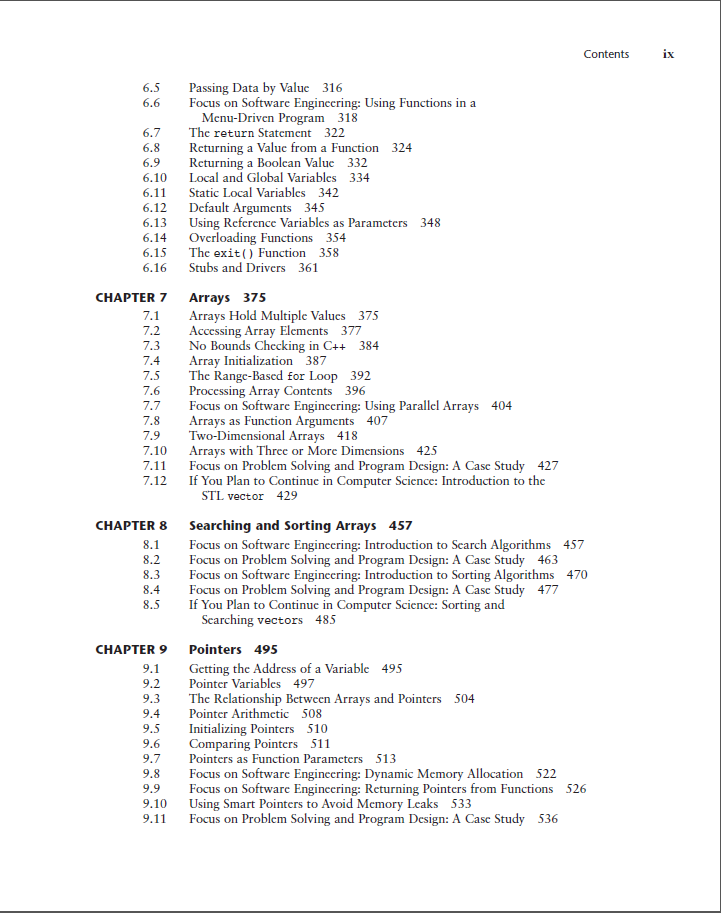 Contents ix
6.5 Passing Data by Value 316
6.6 Focus on Software Engineering: Using Functions in a
Menu-Driven Program 318
6.7 The return Statement 322
6.8 Returning a Value from a Function 324
6.9 Returning a Boolean Value 332
6.10 Local and Global Variables 334
6.11 Static Local Variables 342
6.12 Default Arguments 345
6.13 Using Reference Variables as Parameters 348
6.14 Overloading Functions 354
6.15 The exit() Function 358
6.16 Stubs and Drivers 361
CHAPTER 7 Arrays 375
7.1 Arrays Hold Multiple Values 375
7.2 Accessing Array Elements 377
7.3 No Bounds Checking in C++ 384
7.4 Array Initialization 387
7.5 The Range-Based for Loop 392
7.6 Processing Array Contents 396
7.7 Focus on Software Engineering: Using Parallel Arrays 404
7.8 Arrays as Function Arguments 407
7.9 Two-Dimensional Arrays 418
7.10 Arrays with Three or More Dimensions 425
7.11 Focus on Problem Solving and Program Design: A Case Study 427
7.12 If You Plan to Continue in Computer Science: Introduction to the
STL vector 429
CHAPTER 8 Searching and Sorting Arrays 457
8.1 Focus on Software Engineering: Introduction to Search Algorithms 457
8.2 Focus on Problem Solving and Program Design: A Case Study 463
8.3 Focus on Software Engineering: Introduction to Sorting Algorithms 470
8.4 Focus on Problem Solving and Program Design: A Case Study 477
8.5 If You Plan to Continue in Computer Science: Sorting and
Searching vectors 485
CHAPTER 9 Pointers 495
9.1 Getting the Address of a Variable 495
9.2 Pointer Variables 497
9.3 The Relationship Between Arrays and Pointers 504
9.4 Pointer Arithmetic 508
9.5 Initializing Pointers 510
9.6 Comparing Pointers 511
9.7 Pointers as Function Parameters 513
9.8 Focus on Software Engineering: Dynamic Memory Allocation 522
9.9 Focus on Software Engineering: Returning Pointers from Functions 526
9.10 Using Smart Pointers to Avoid Memory Leaks 533
9.11 Focus on Problem Solving and Program Design: A Case Study 536